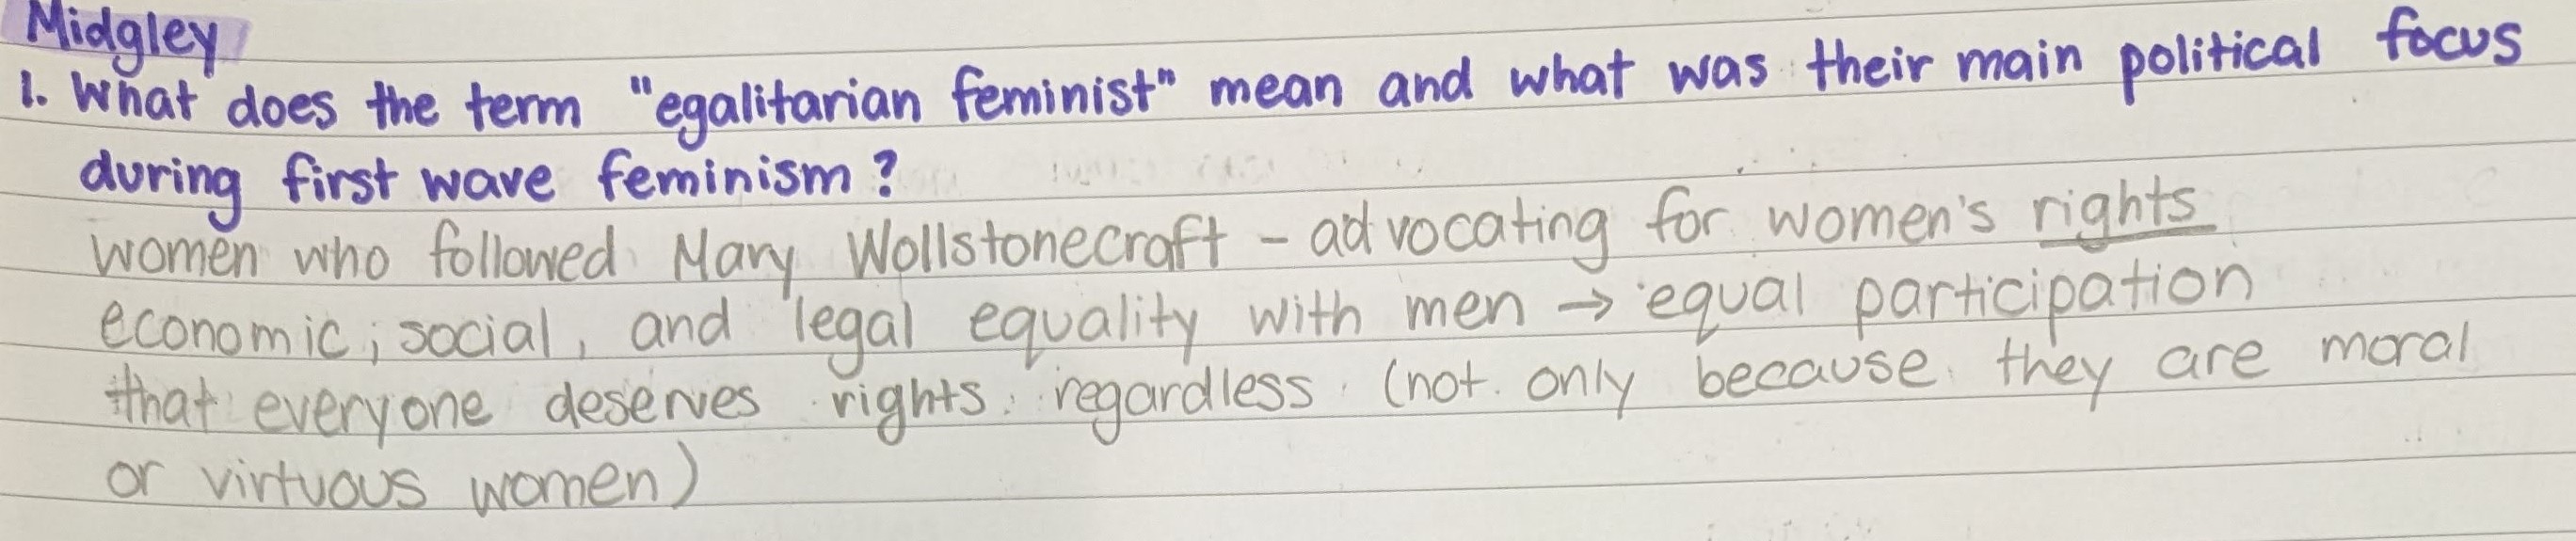 Midgley
1. What does the term "egalitarian feminist" mean and what was their main political focus
during first wave feminism?
women who followed Mary Wollstonecraft - advocating for women's rights
economic, social, and legal equality with men → equal participation
that everyone deserves rights regardless (not only because they are moral
or virtuous women)